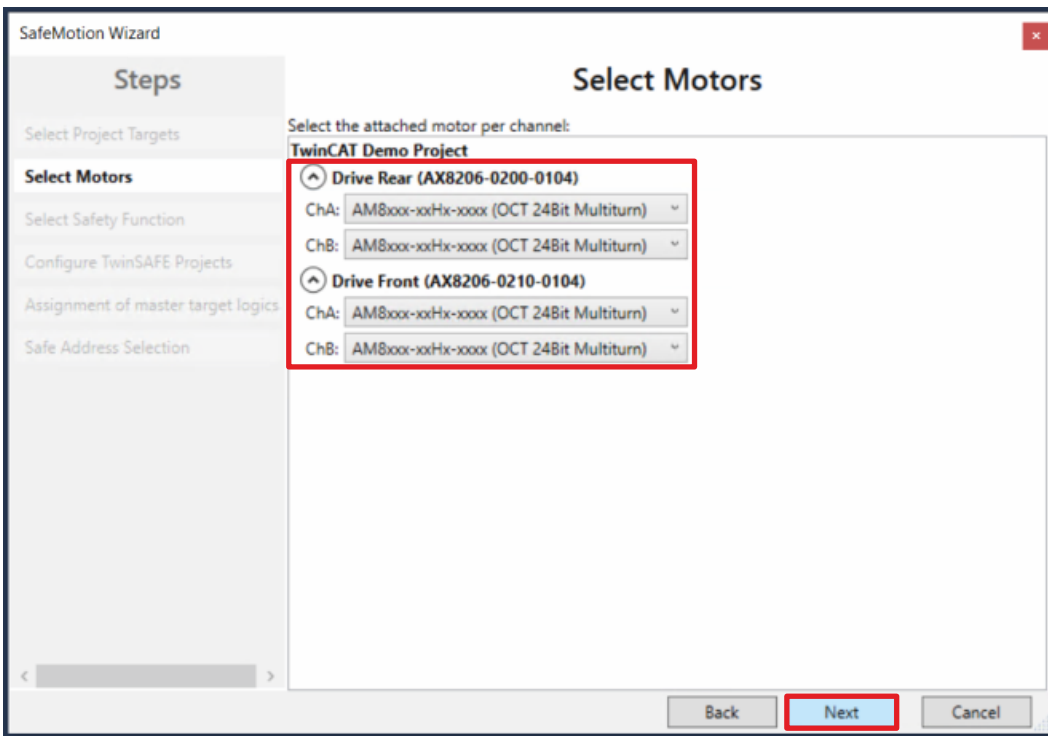 SafeMotion Wizard
Steps
Select Project Targets
Select Motors
Select Safety Function
Configure TwinSAFE Projects
Assignment of master target logics
Safe Address Selection
Select Motors
Select the attached motor per channel:
TwinCAT Demo Project
Drive Rear (AX8206-0200-0104)
ChA: AM8xxx-xxHx-xxxx (OCT 24Bit Multiturn)
ChB: AM8xxx-xxHx-xxxx (OCT 24Bit Multiturn)
Drive Front (AX8206-0210-0104)
ChA: AM8xxx-xxHx-xxxx (OCT 24Bit Multiturn)
ChB: AM8xxx-xxHx-xxxx (OCT 24Bit Multiturn)
Back Next Cancel